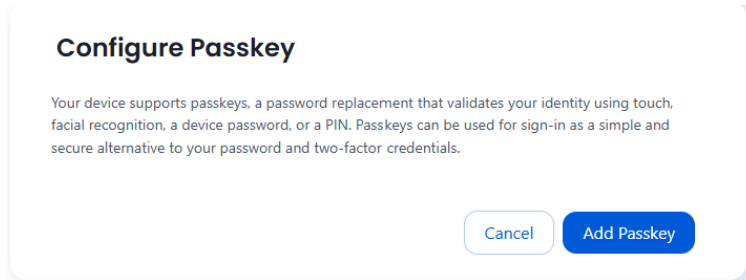 Configure Passkey
Your device supports passkeys, a password replacement that validates your identity using touch,
facial recognition, a device password, or a PIN. Passkeys can be used for sign-in as a simple and
secure alternative to your password and two-factor credentials.
Cancel
Add Passkey